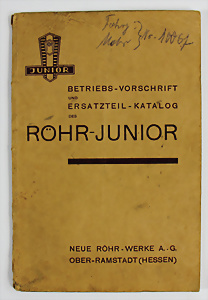 JUNIOR
BETRIEBS-VORSCHRIFT
UND
ERSATZTEIL-KATALOG
DES
RÖHR-JUNIOR
NEUE RÖHR-WERKE A.-G.
OBER-RAMSTADT (HESSEN)